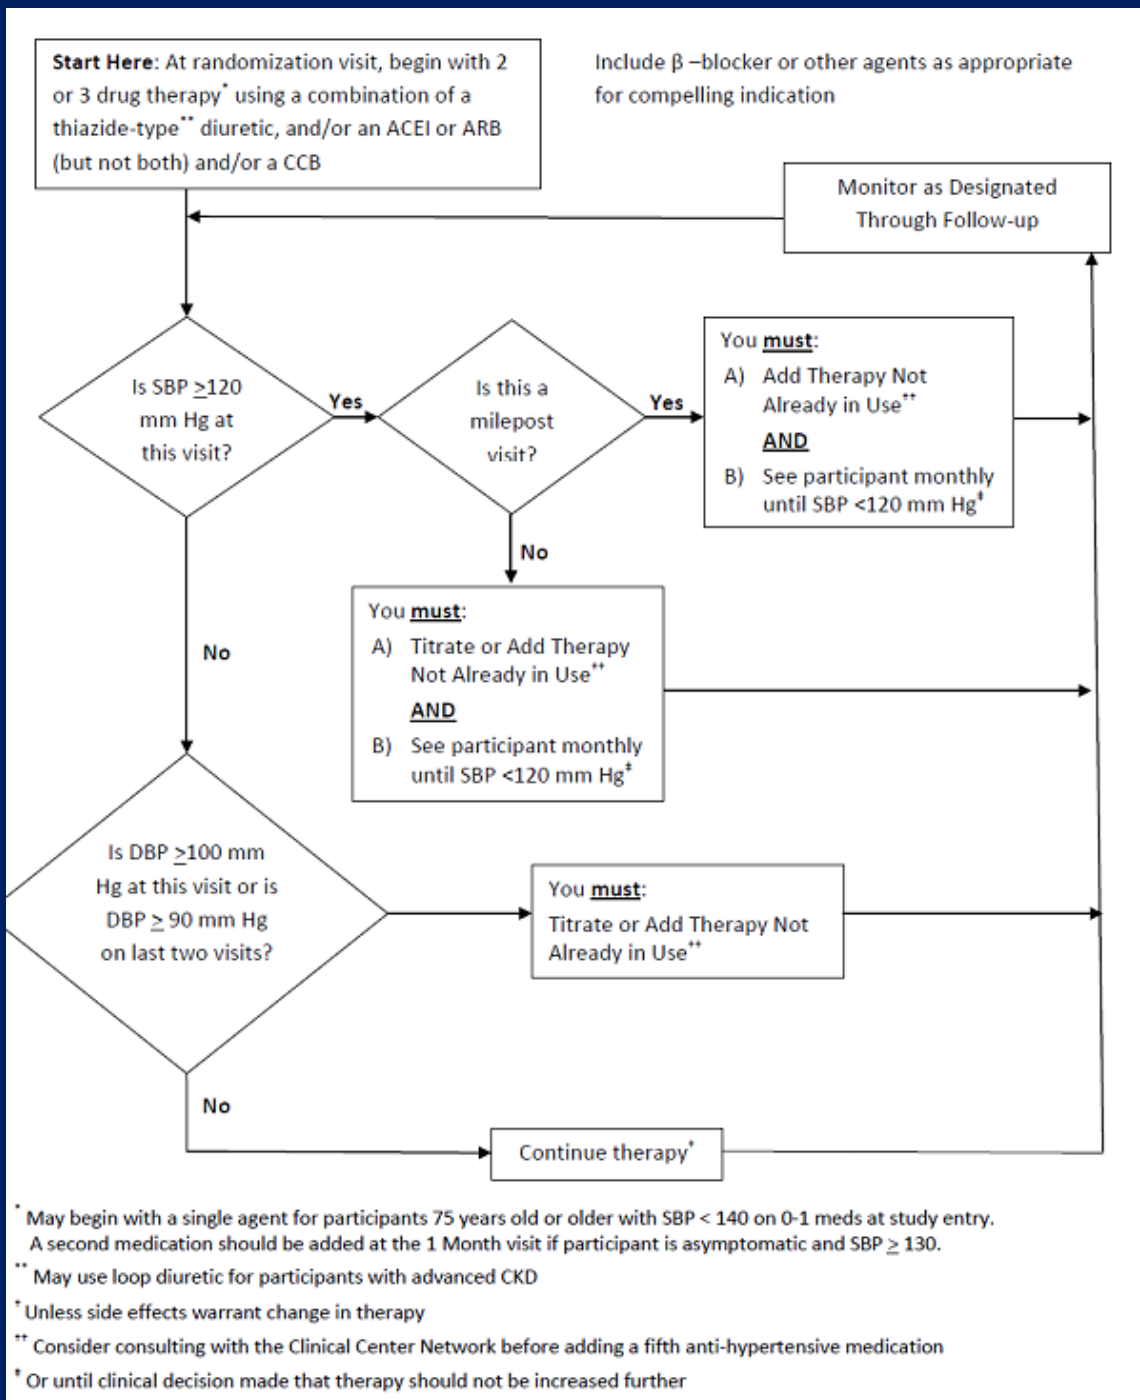 Start Here: At randomization visit, begin with 2
or 3 drug therapy* using a combination of a
thiazide-type** diuretic, and/or an ACEI or ARB
(but not both) and/or a CCB
Include β –blocker or other agents as appropriate
for compelling indication
Monitor as Designated
Through Follow-up
Is SBP ≥120
mm Hg at
this visit?
Yes
Is this a
milepost
visit?
Yes
You must:
A) Add Therapy Not
Already in Use††
AND
B) See participant monthly
until SBP <120 mm Hg‡
No
You must:
A) Titrate or Add Therapy
Not Already in Use††
AND
B) See participant monthly
until SBP <120 mm Hg‡
No
Is DBP ≥100 mm
Hg at this visit or is
DBP ≥ 90 mm Hg
on last two visits?
You must:
Titrate or Add Therapy Not
Already in Use††
No
Continue therapy†
* May begin with a single agent for participants 75 years old or older with SBP < 140 on 0-1 meds at study entry.
A second medication should be added at the 1 Month visit if participant is asymptomatic and SBP ≥ 130.
** May use loop diuretic for participants with advanced CKD
† Unless side effects warrant change in therapy
†† Consider consulting with the Clinical Center Network before adding a fifth anti-hypertensive medication
‡ Or until clinical decision made that therapy should not be increased further